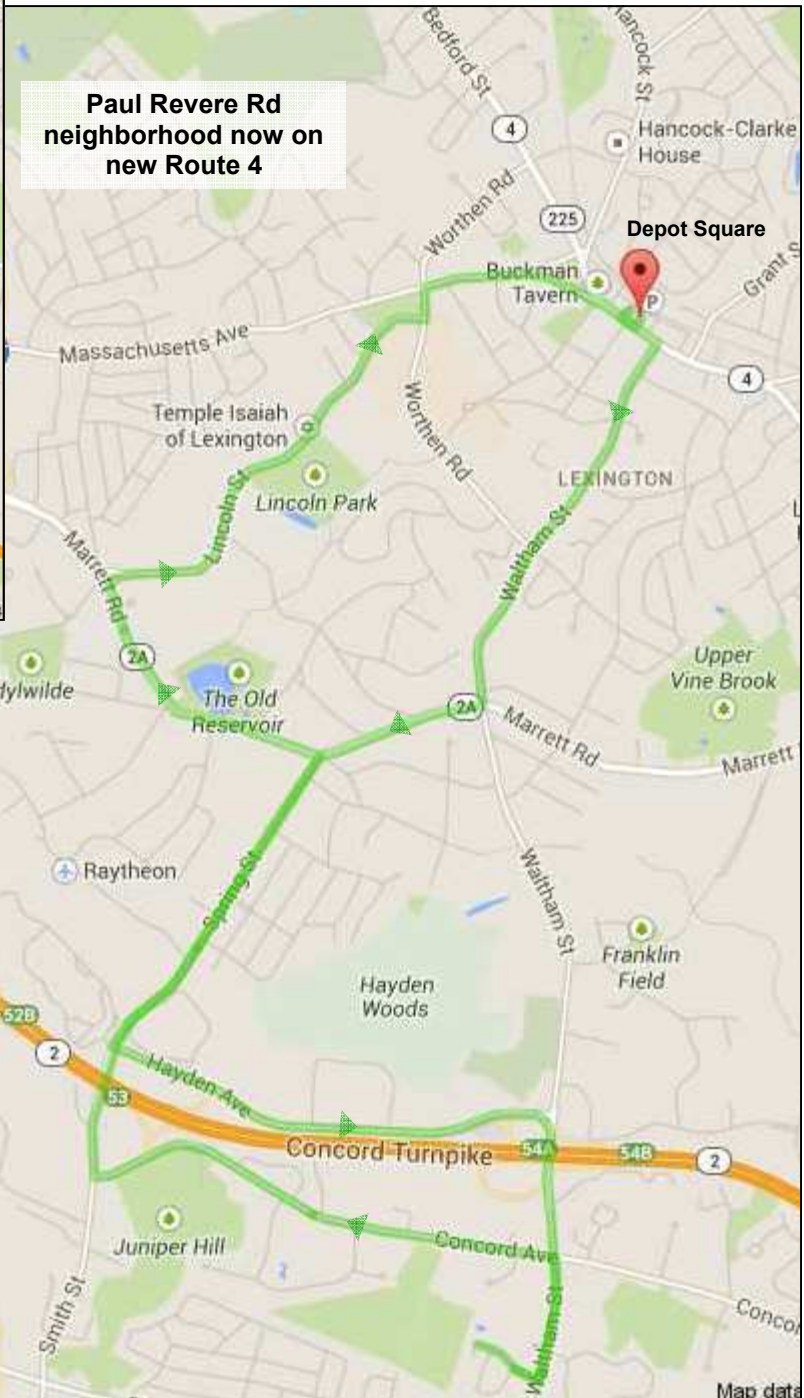 Paul Revere Rd
neighborhood now on
new Route 4
Bedford St
Hancock St
4
Hancock-Clarke
House
Worthen Rd
225
Depot Square
Buckman
Tavern
P
Grant S
Massachusetts Ave
4
Temple Isaiah
of Lexington
Worthen Rd
Lincoln St
Lincoln Park
LEXINGTON
Waltham St
Marrett Rd
2A
dylwilde
The Old
Reservoir
2A
Upper
Vine Brook
Marrett Rd
Marrett
Raytheon
Spring St
Waltham St
Franklin
Field
Hayden
Woods
52B
2
Hayden Ave
53
Concord Turnpike
54A
54B
2
Juniper Hill
Concord Ave
Concor
Smith St
Waltham St
Map data